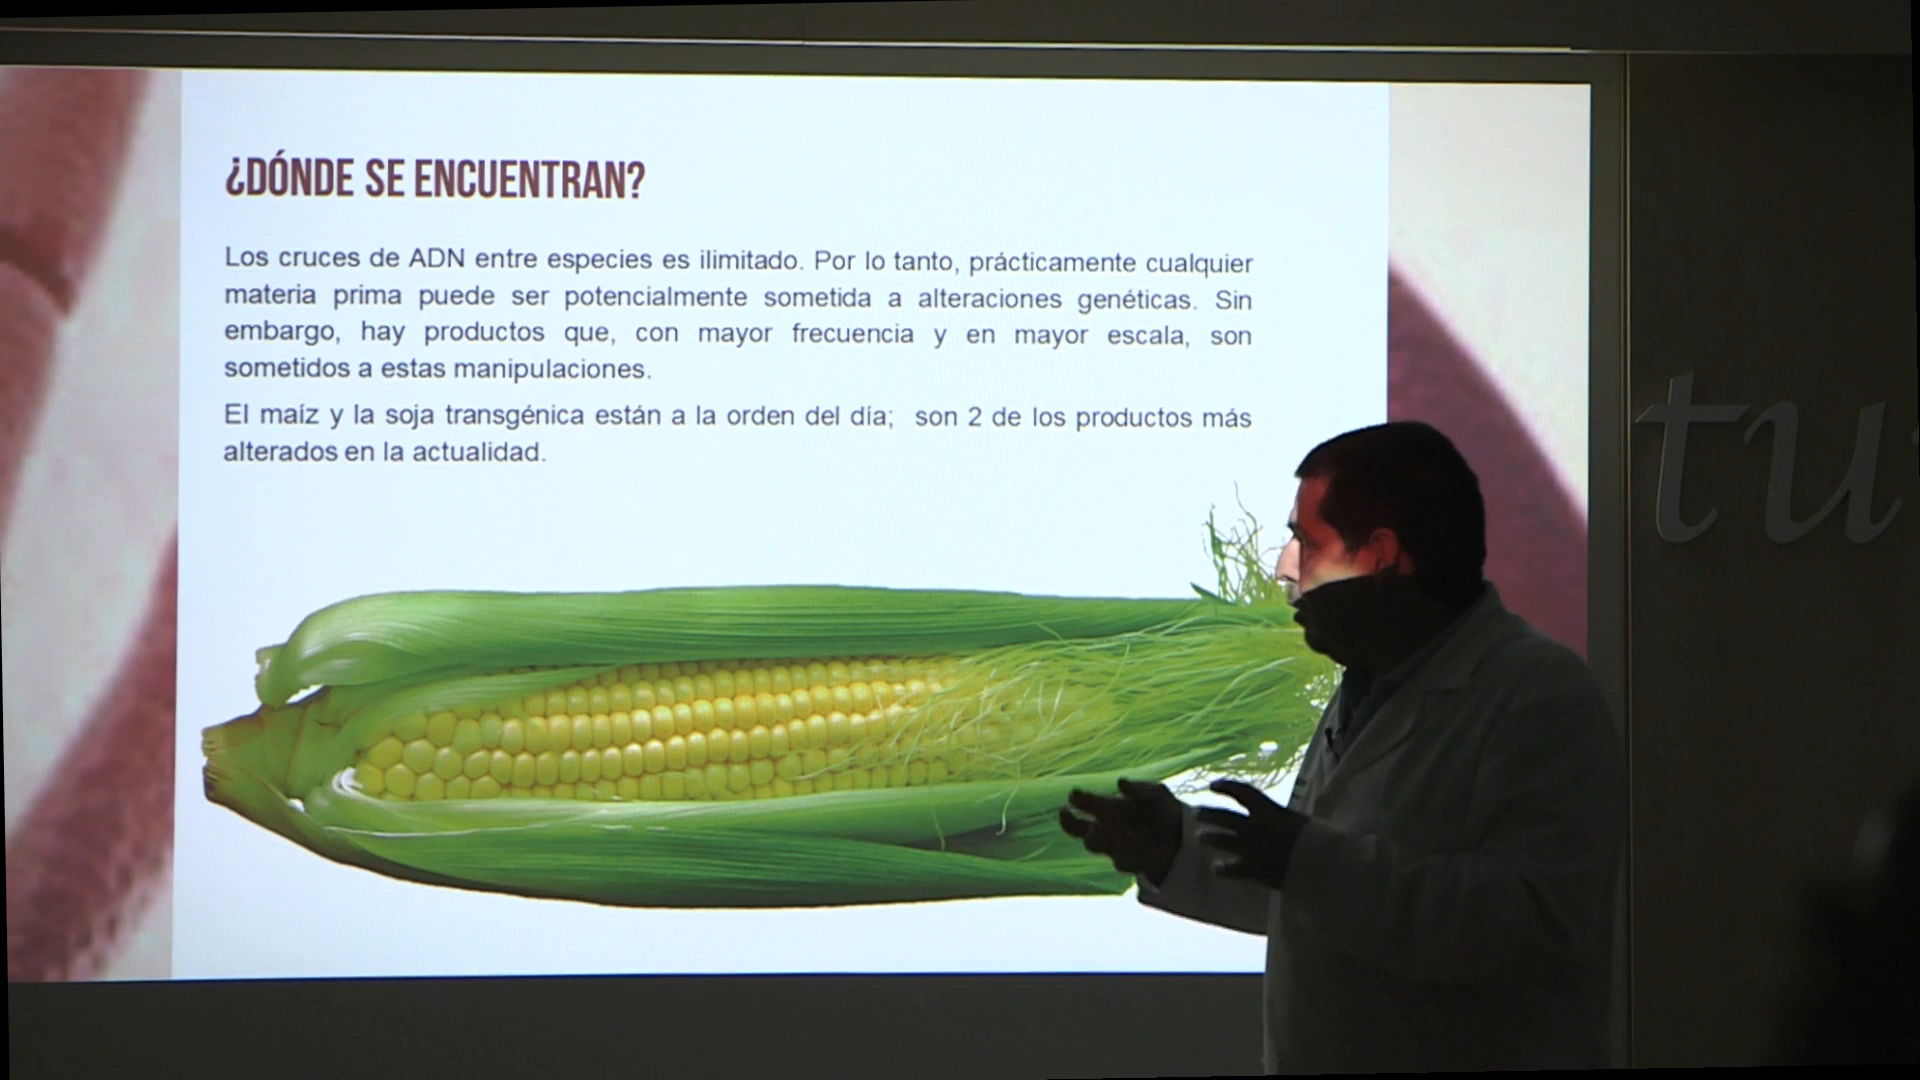 ¿DÓNDE SE ENCUENTRAN?
Los cruces de ADN entre especies es ilimitado. Por lo tanto, prácticamente cualquier
materia prima puede ser potencialmente sometida a alteraciones genéticas. Sin
embargo, hay productos que, con mayor frecuencia y en mayor escala, son
sometidos a estas manipulaciones.
El maíz y la soja transgénica están a la orden del día; son 2 de los productos más
alterados en la actualidad.
tu